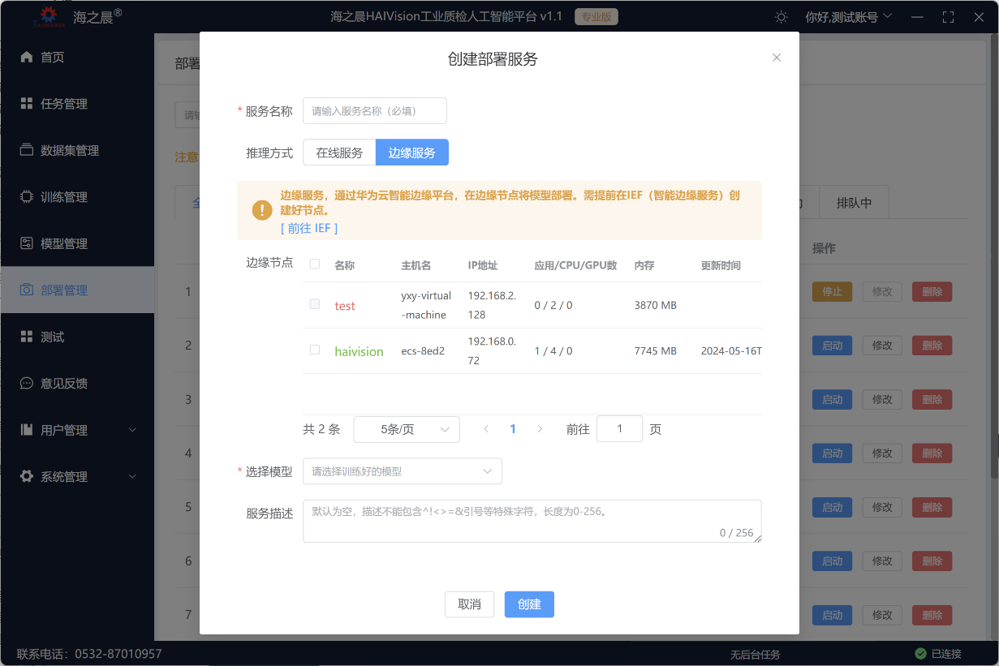 海之晨®
海之晨HAIVision工业质检人工智能平台 v1.1
专业版
你好,测试账号
首页
任务管理
数据集管理
训练管理
模型管理
部署管理
测试
意见反馈
用户管理
系统管理
部署
请输
注意
全
创建部署服务
* 服务名称
请输入服务名称（必填）
推理方式
在线服务
边缘服务
边缘服务，通过华为云智能边缘平台，在边缘节点将模型部署。需提前在IEF（智能边缘服务）创
建好节点。
[ 前往 IEF ]
边缘节点
名称 主机名 IP地址 应用/CPU/GPU数 内存 更新时间
test yxy-virtual-machine 192.168.2.128 0 / 2 / 0 3870 MB
haivision ecs-8ed2 192.168.0.72 1 / 4 / 0 7745 MB 2024-05-16T
共 2 条 5条/页 1 前往 1 页
* 选择模型
请选择训练好的模型
服务描述
默认为空，描述不能包含^!<>=&引号等特殊字符，长度为0-256。
0 / 256
取消 创建
排队中
操作
1 停止 修改 删除
2 启动 修改 删除
3 启动 修改 删除
4 启动 修改 删除
5 启动 修改 删除
6 启动 修改 删除
7 启动 修改 删除
联系电话：0532-87010957
无后台任务
已连接